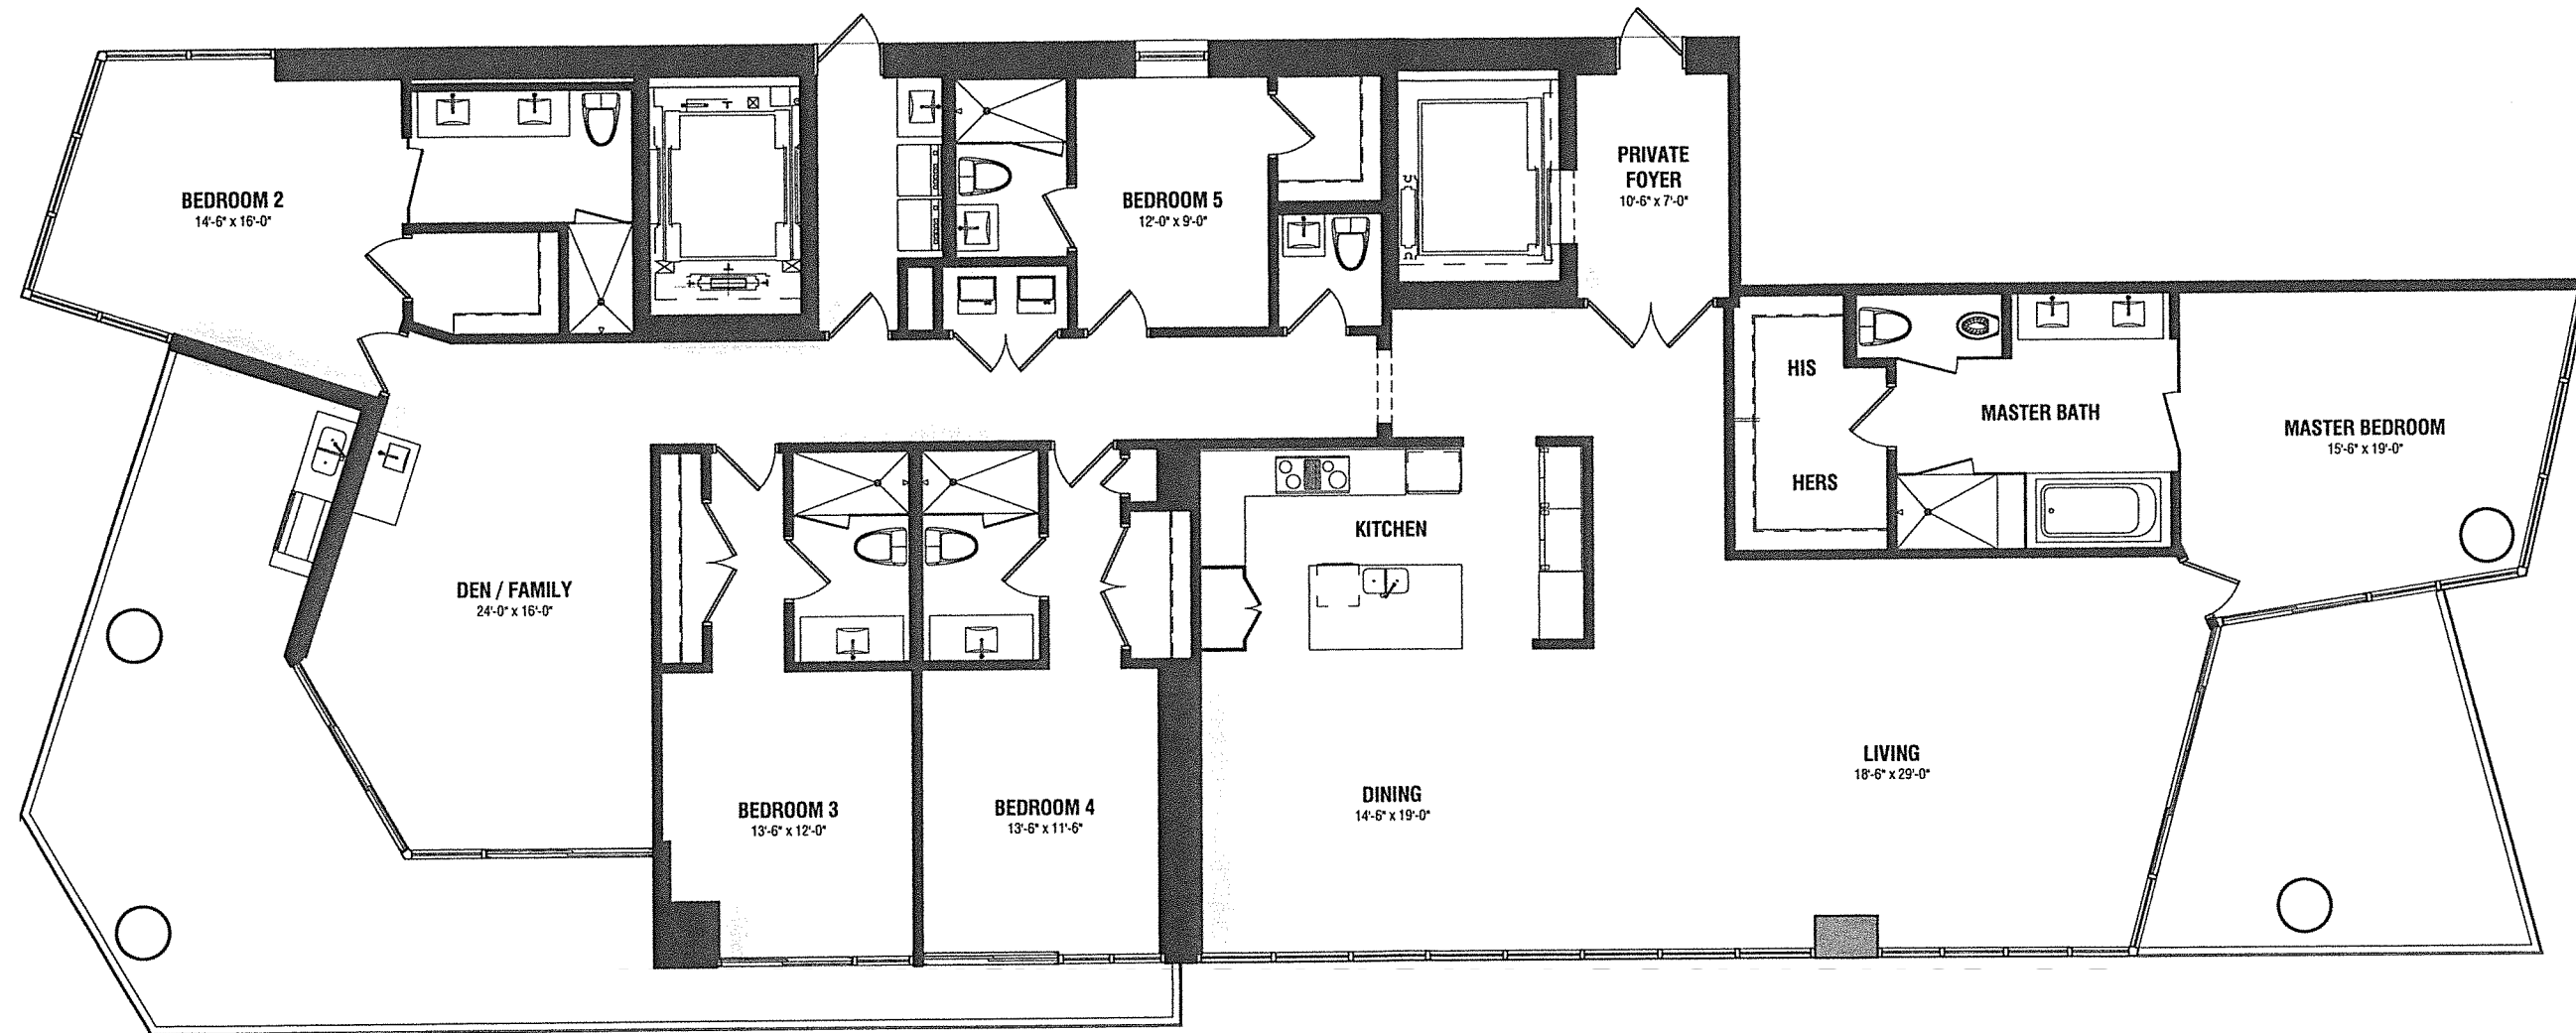 BEDROOM 2
14'-6" x 16'-0"
BEDROOM 5
12'-0" x 9'-0"
PRIVATE
FOYER
10'-6" x 7'-0"
HIS
HERS
MASTER BATH
MASTER BEDROOM
15'-6" x 19'-0"
KITCHEN
DEN / FAMILY
24'-0" x 16'-0"
BEDROOM 3
13'-6" x 12'-0"
BEDROOM 4
13'-6" x 11'-6"
DINING
14'-6" x 19'-0"
LIVING
18'-6" x 29'-0"